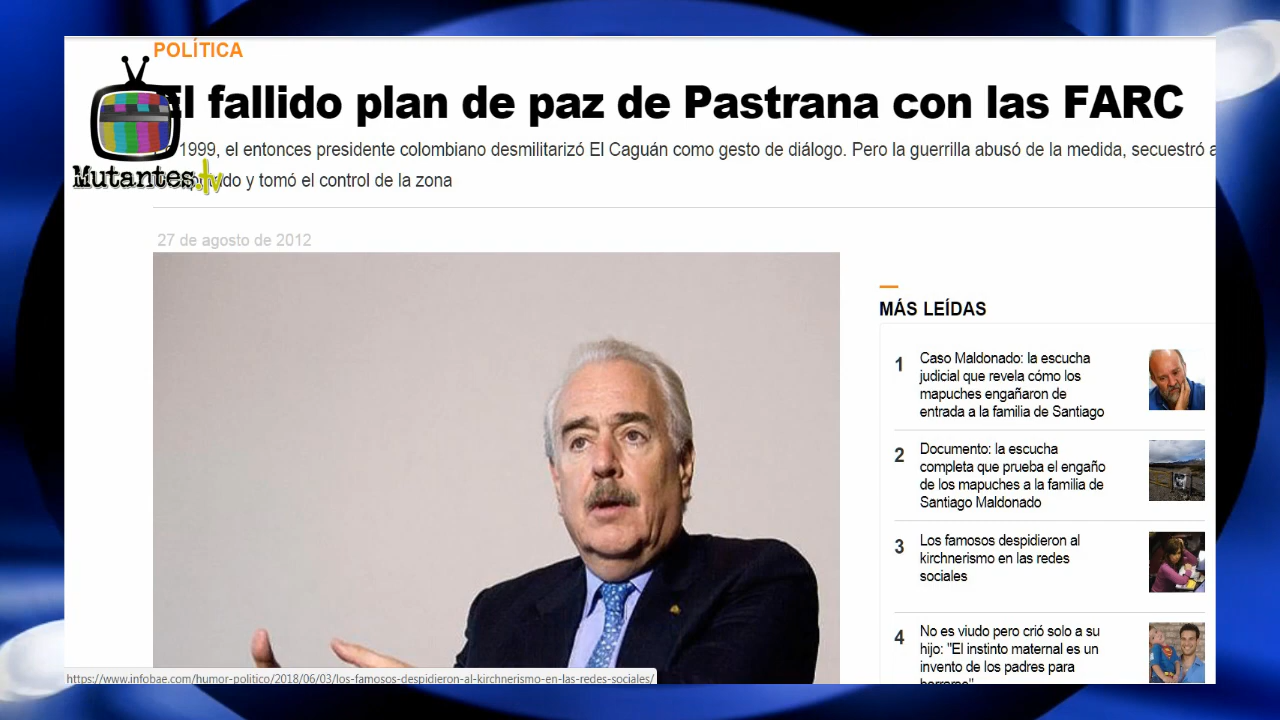 POLÍTICA
El fallido plan de paz de Pastrana con las FARC
1999, el entonces presidente colombiano desmilitarizó El Caguán como gesto de diálogo. Pero la guerrilla abusó de la medida, secuestró a
y tomó el control de la zona
Mutantes.tv
27 de agosto de 2012
MÁS LEÍDAS
1
Caso Maldonado: la escucha
judicial que revela cómo los
mapuches engañaron de
entrada a la familia de Santiago
2
Documento: la escucha
completa que prueba el engaño
de los mapuches a la familia de
Santiago Maldonado
3
Los famosos despidieron al
kirchnerismo en las redes
sociales
4
No es viudo pero crió solo a su
hijo: "El instinto maternal es un
invento de los padres para
https://www.infobae.com/humor-politico/2018/06/03/los-famosos-despidieron-al-kirchnerismo-en-las-redes-sociales/